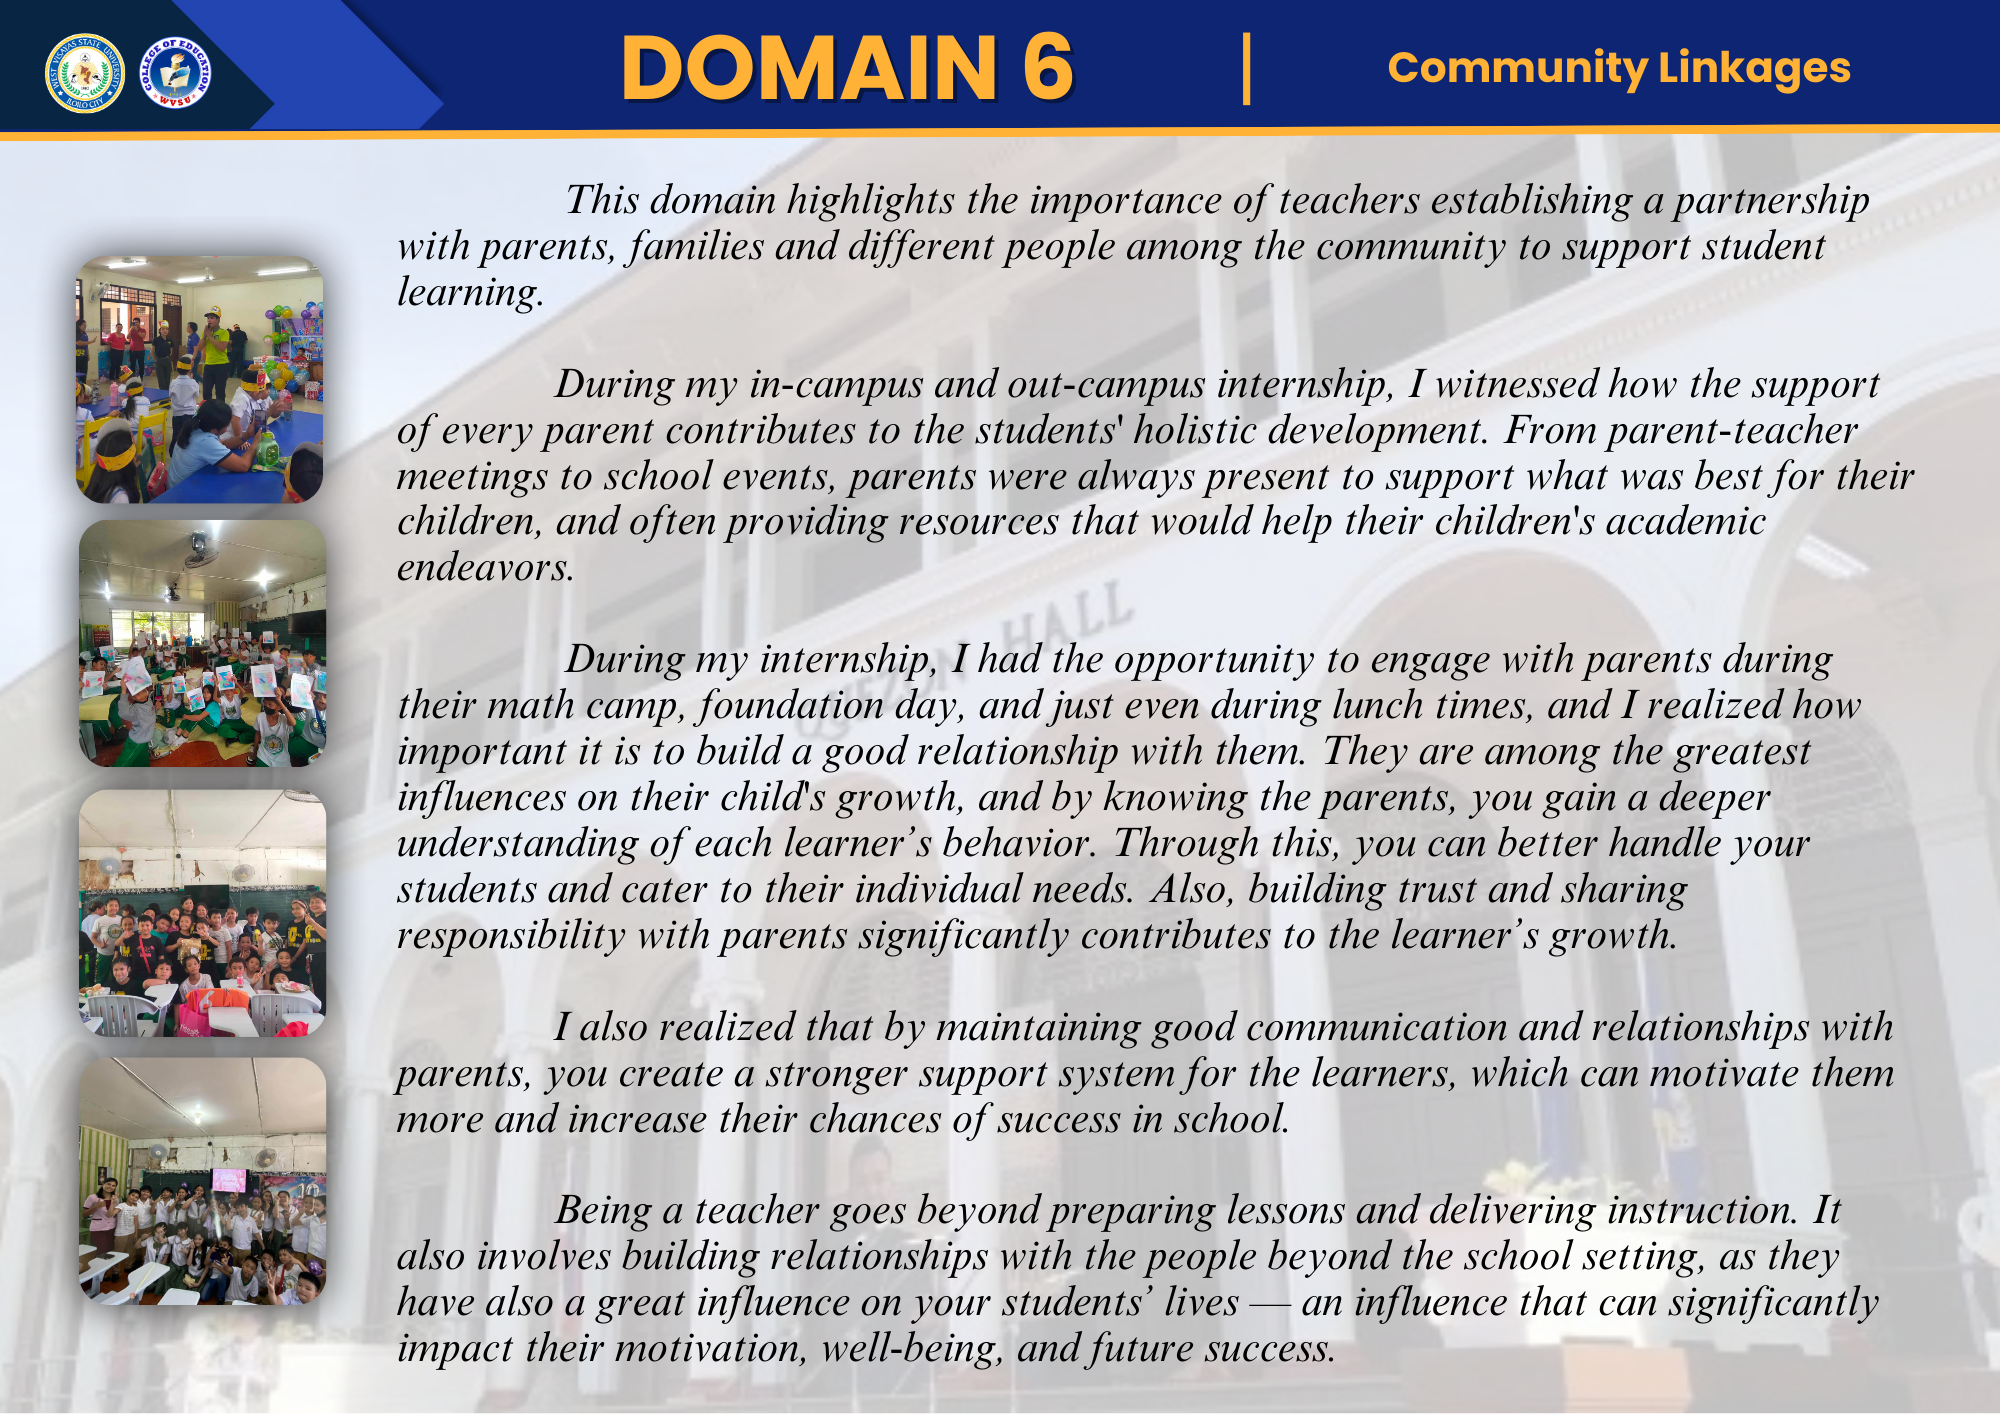 WEST VISAYAS STATE UNIVERSITY
ILOILO CITY
COLLEGE OF EDUCATION
WVSU
DOMAIN 6
Community Linkages
This domain highlights the importance of teachers establishing a partnership
with parents, families and different people among the community to support student
learning.
During my in-campus and out-campus internship, I witnessed how the support
of every parent contributes to the students' holistic development. From parent-teacher
meetings to school events, parents were always present to support what was best for their
children, and often providing resources that would help their children's academic
endeavors.
During my internship, I had the opportunity to engage with parents during
their math camp, foundation day, and just even during lunch times, and I realized how
important it is to build a good relationship with them. They are among the greatest
influences on their child's growth, and by knowing the parents, you gain a deeper
understanding of each learner’s behavior. Through this, you can better handle your
students and cater to their individual needs. Also, building trust and sharing
responsibility with parents significantly contributes to the learner’s growth.
I also realized that by maintaining good communication and relationships with
parents, you create a stronger support system for the learners, which can motivate them
more and increase their chances of success in school.
Being a teacher goes beyond preparing lessons and delivering instruction. It
also involves building relationships with the people beyond the school setting, as they
have also a great influence on your students’ lives — an influence that can significantly
impact their motivation, well-being, and future success.
QUEZON HALL